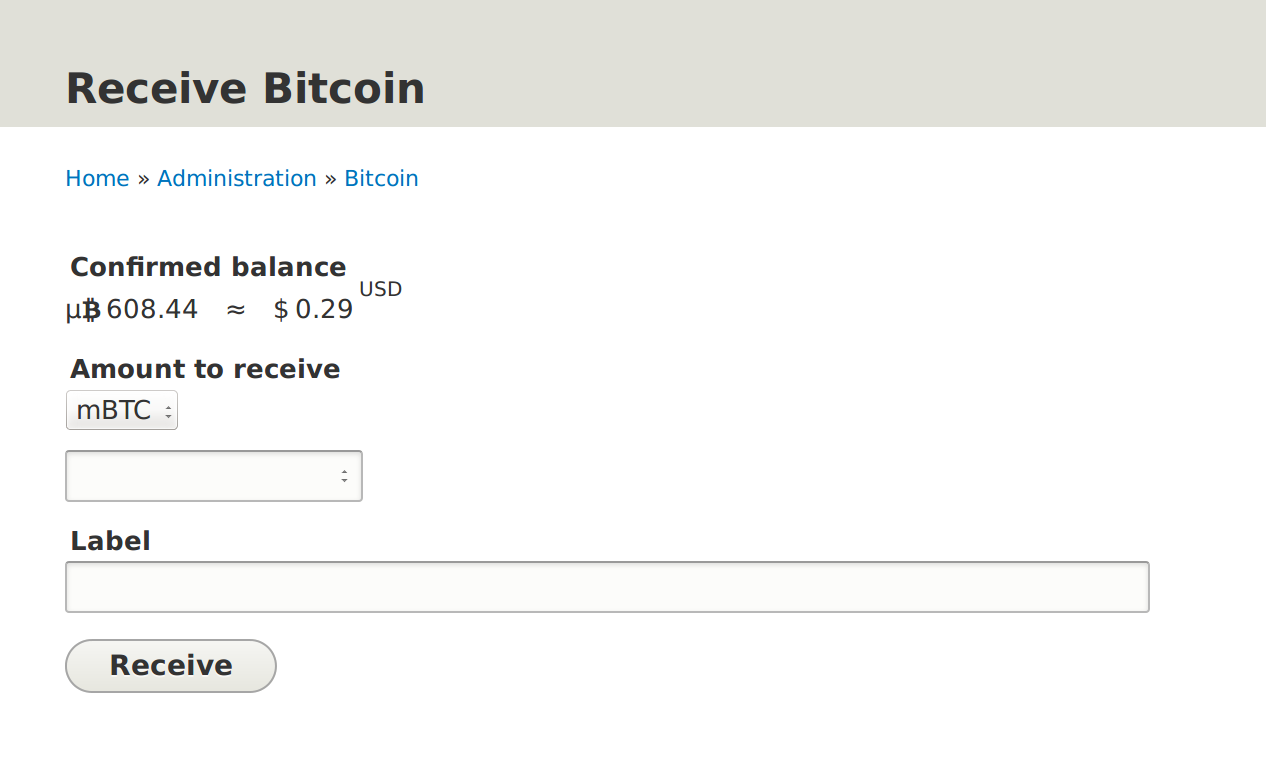 Receive Bitcoin
Home » Administration » Bitcoin
Confirmed balance
µ₿ 608.44 ≈ $ 0.29 USD
Amount to receive
mBTC
Label
Receive